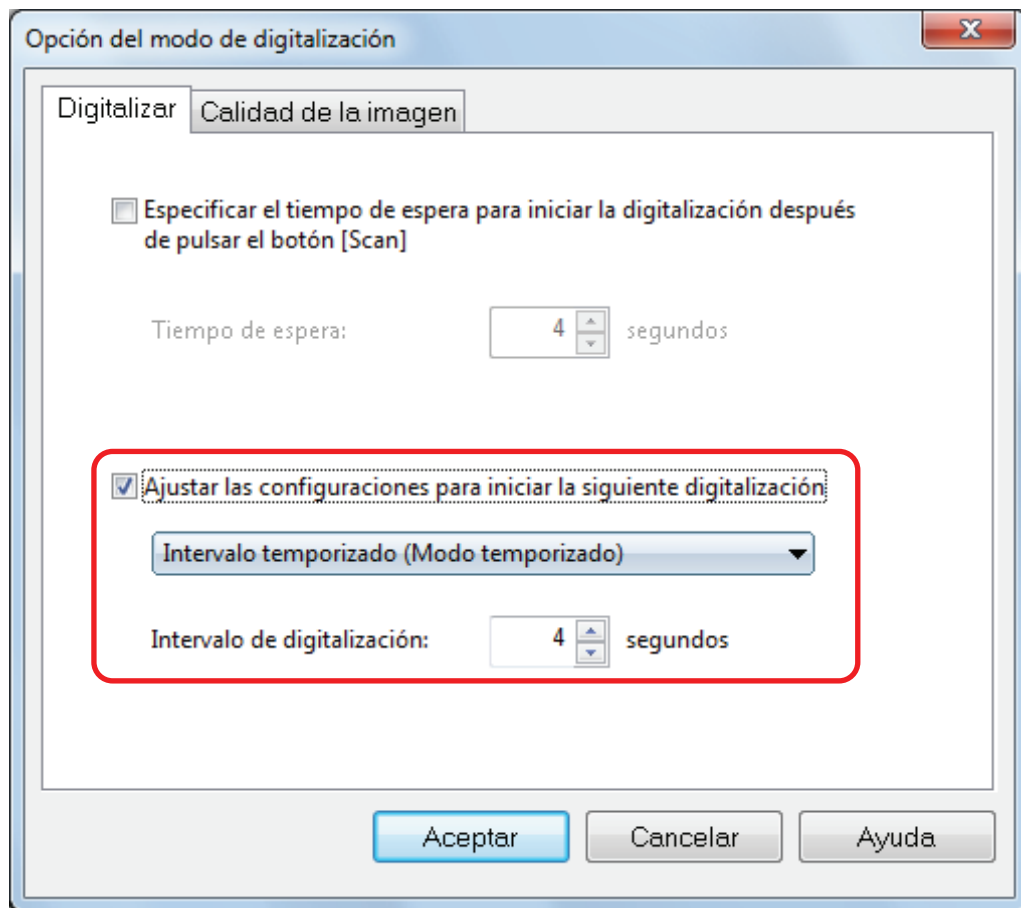 Opción del modo de digitalización
Digitalizar
Calidad de la imagen
Especificar el tiempo de espera para iniciar la digitalización después
de pulsar el botón [Scan]
Tiempo de espera: 4 segundos
Ajustar las configuraciones para iniciar la siguiente digitalización
Intervalo temporizado (Modo temporizado)
Intervalo de digitalización: 4 segundos
Aceptar
Cancelar
Ayuda